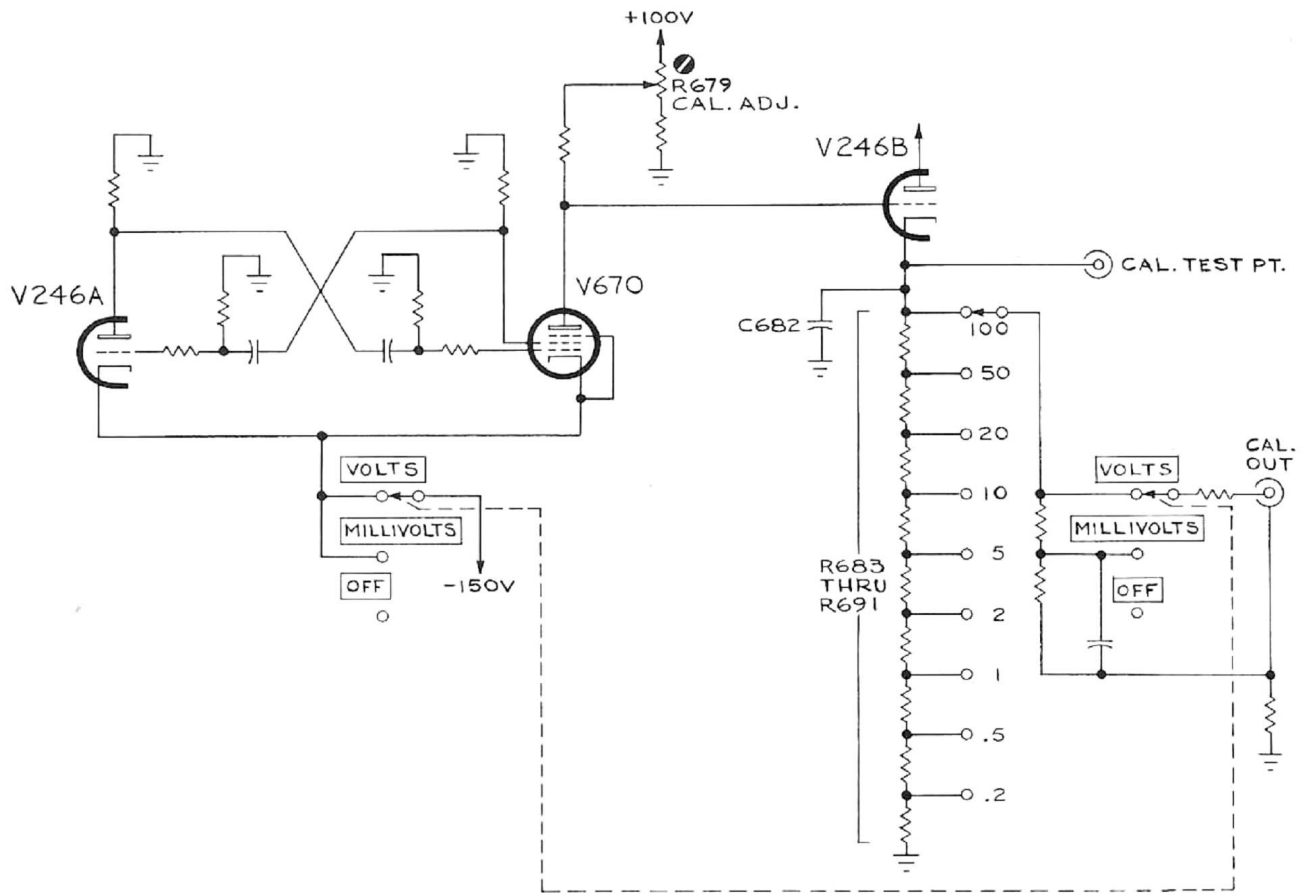 +100V
R679
CAL. ADJ.
V246B
V246A
V670
CAL. TEST PT.
C682
100
50
20
10
5
2
1
.5
.2
R683
THRU
R691
VOLTS
MILLIVOLTS
OFF
-150V
CAL.
OUT
VOLTS
MILLIVOLTS
OFF